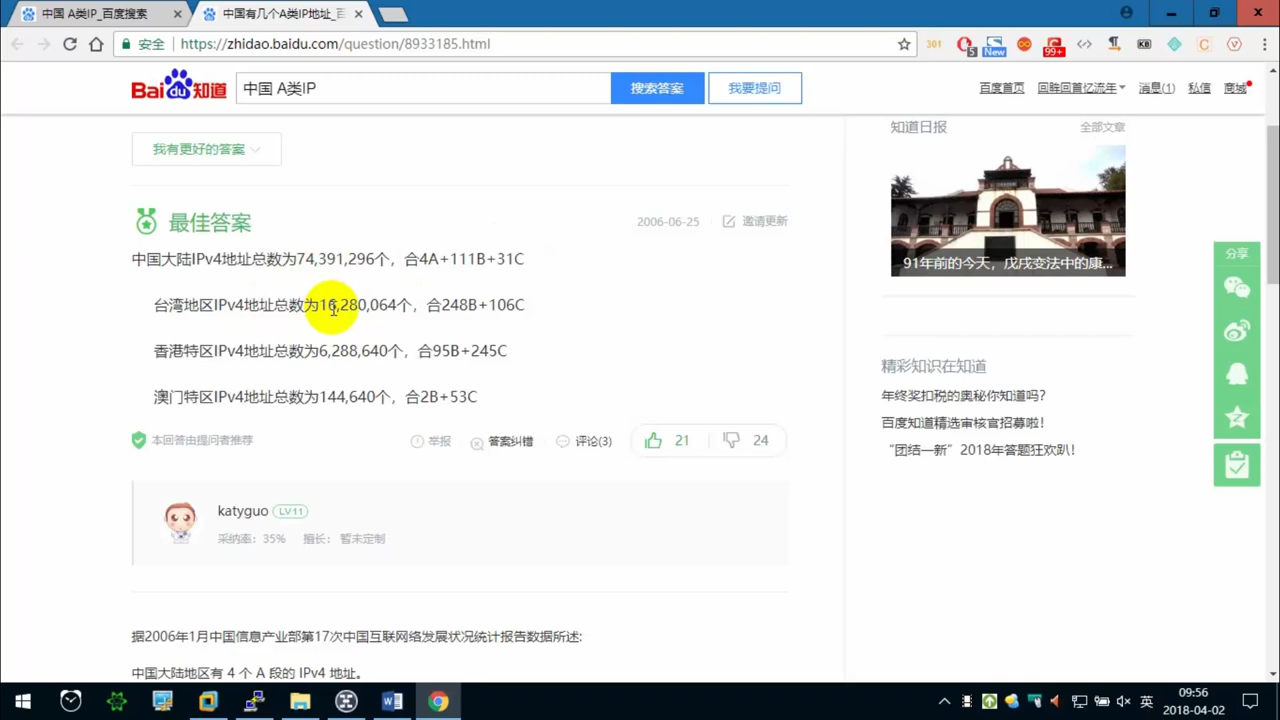 中国 A类IP_百度搜索
中国有几个A类IP地址_百
安全 https://zhidao.baidu.com/question/8933185.html
301
5
New
99+
Bai du 知道
中国 A类IP
搜索答案
我要提问
百度首页 回眸回首忆流年 消息(1) 私信 商城
我有更好的答案
最佳答案
2006-06-25 邀请更新
中国大陆IPv4地址总数为74,391,296个，合4A+111B+31C
台湾地区IPv4地址总数为16,280,064个，合248B+106C
香港特区IPv4地址总数为6,288,640个，合95B+245C
澳门特区IPv4地址总数为144,640个，合2B+53C
本回答由提问者推荐
举报 答案纠错 评论(3) 21 24
katyguo LV11
采纳率：35% 擅长： 暂未定制
据2006年1月中国信息产业部第17次中国互联网络发展状况统计报告数据所述:
中国大陆地区有 4 个 A 段的 IPv4 地址。
知道日报 全部文章
91年前的今天，戊戌变法中的康...
精彩知识在知道
年终奖扣税的奥秘你知道吗?
百度知道精选审核官招募啦!
“团结一新”2018年答题狂欢趴!
分享
英
09:56
2018-04-02